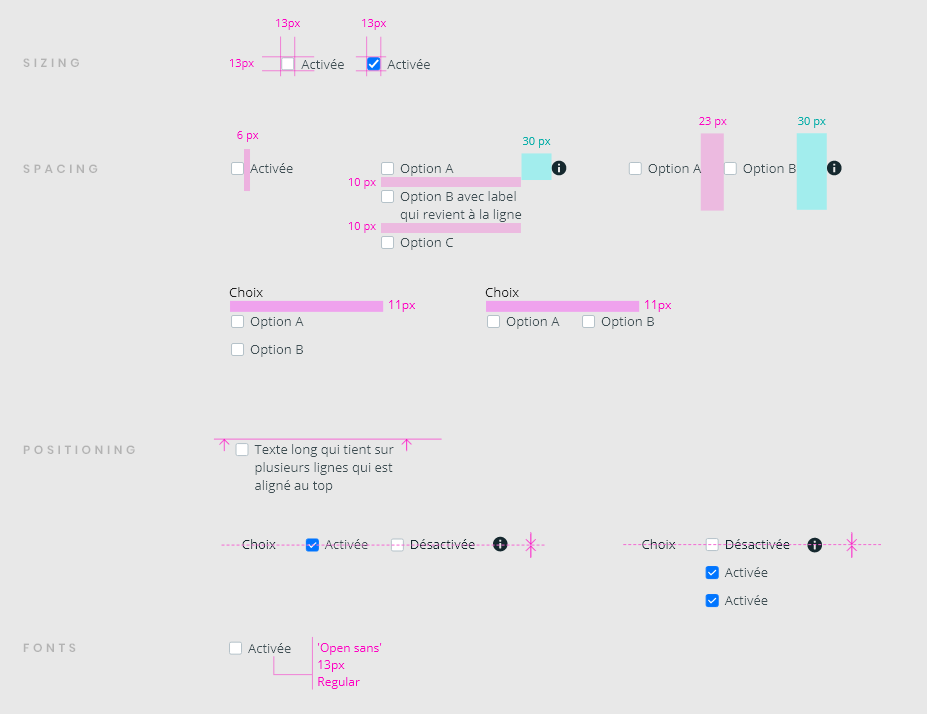 13px 13px
SIZING 13px Activée Activée
6 px 30 px 23 px 30 px
SPACING Activée Option A Option A Option B
10 px
Option B avec label
qui revient à la ligne
10 px
Option C
Choix Choix
11px 11px
Option A Option A Option B
Option B
POSITIONING Texte long qui tient sur
plusieurs lignes qui est
aligné au top
Choix Activée Désactivée Choix Désactivée
Activée
Activée
FONTS Activée 'Open sans'
13px
Regular